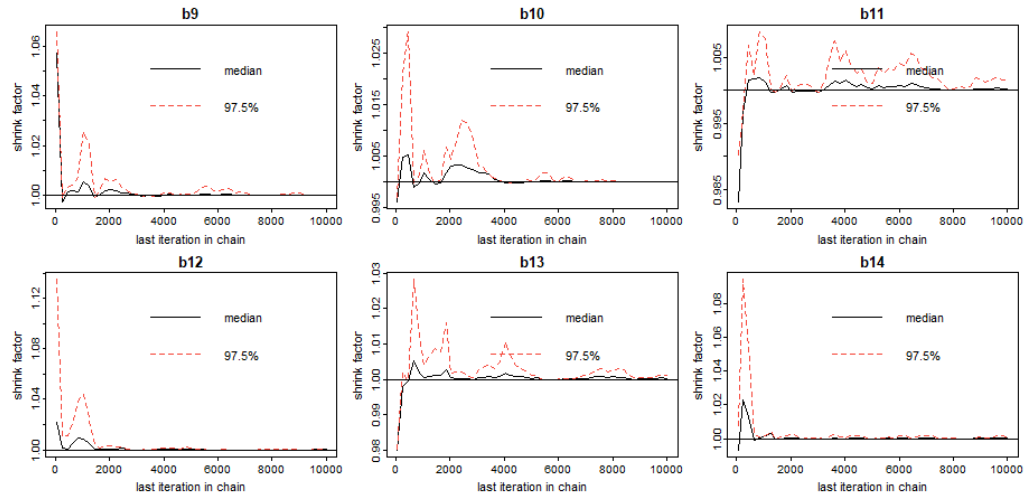 b9
1.06
1.04
1.02
1.00
shrink factor
median
97.5%
0 2000 4000 6000 8000 10000
last iteration in chain
b10
1.025
1.015
1.005
0.995
shrink factor
median
97.5%
0 2000 4000 6000 8000 10000
last iteration in chain
b11
1.005
0.995
0.985
shrink factor
median
97.5%
0 2000 4000 6000 8000 10000
last iteration in chain
b12
1.12
1.08
1.04
1.00
shrink factor
median
97.5%
0 2000 4000 6000 8000 10000
last iteration in chain
b13
1.03
1.02
1.01
1.00
0.99
0.98
shrink factor
median
97.5%
0 2000 4000 6000 8000 10000
last iteration in chain
b14
1.08
1.06
1.04
1.02
1.00
shrink factor
median
97.5%
0 2000 4000 6000 8000 10000
last iteration in chain